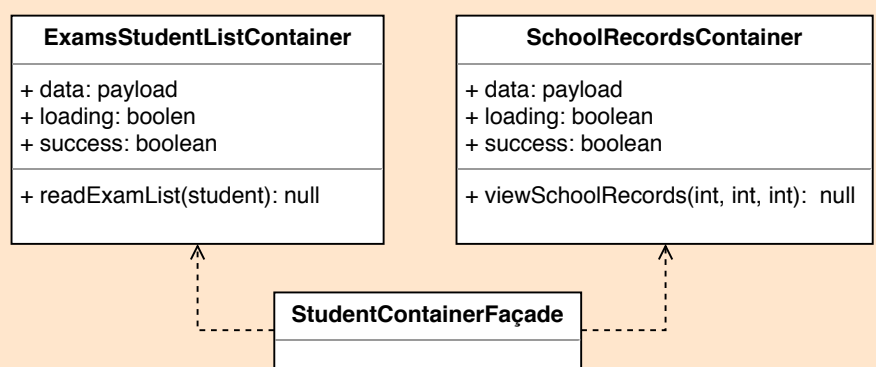 ExamsStudentListContainer
+ data: payload
+ loading: boolen
+ success: boolean
+ readExamList(student): null
SchoolRecordsContainer
+ data: payload
+ loading: boolean
+ success: boolean
+ viewSchoolRecords(int, int, int):  null
StudentContainerFaçade